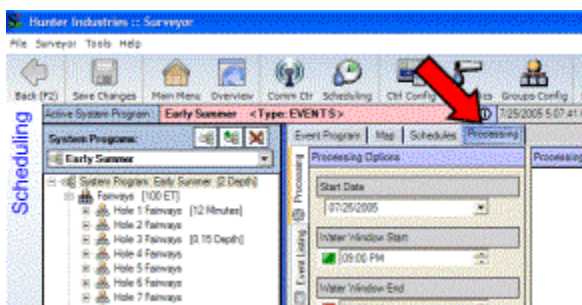 Hunter Industries :: Surveyor
File Surveyor Tools Help
Back (F2) Save Changes Main Menu Overview Comm Ctr Scheduling Ctrl Config Groups Config
Active System Program: Early Summer <Type: EVENTS> 7/25/2005 5:07:41
Scheduling
System Programs:
Early Summer
System Program: Early Summer [2 Depth]
Fairways [100 ET]
Hole 1 Fairways [12 Minutes]
Hole 2 Fairways
Hole 3 Fairways [0.15 Depth]
Hole 4 Fairways
Hole 5 Fairways
Hole 6 Fairways
Hole 7 Fairways
Event Program Map Schedules Processing
Processing
Event Listing
Processing Options
Start Date
07/25/2005
Water Window Start
09:00 PM
Water Window End
Processing